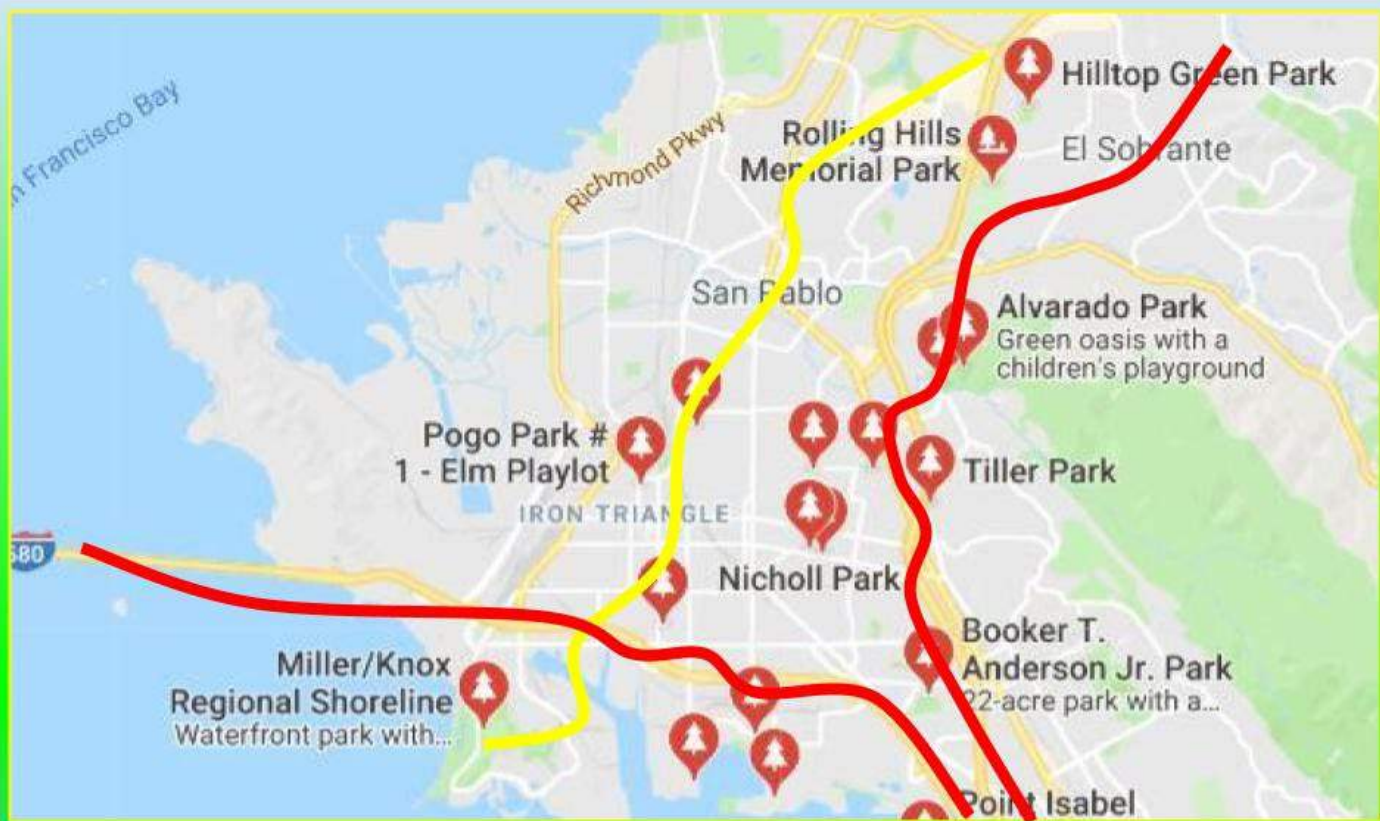 Hilltop Green Park
Francisco Bay
Richmond Pkwy
Rolling Hills
Memorial Park
El Sobrante
San Pablo
Alvarado Park
Green oasis with a
children's playground
Pogo Park #
1 - Elm Playlot
Tiller Park
IRON TRIANGLE
580
Nicholl Park
Miller/Knox
Regional Shoreline
Waterfront park with...
Booker T.
Anderson Jr. Park
22-acre park with a...
Point Isabel